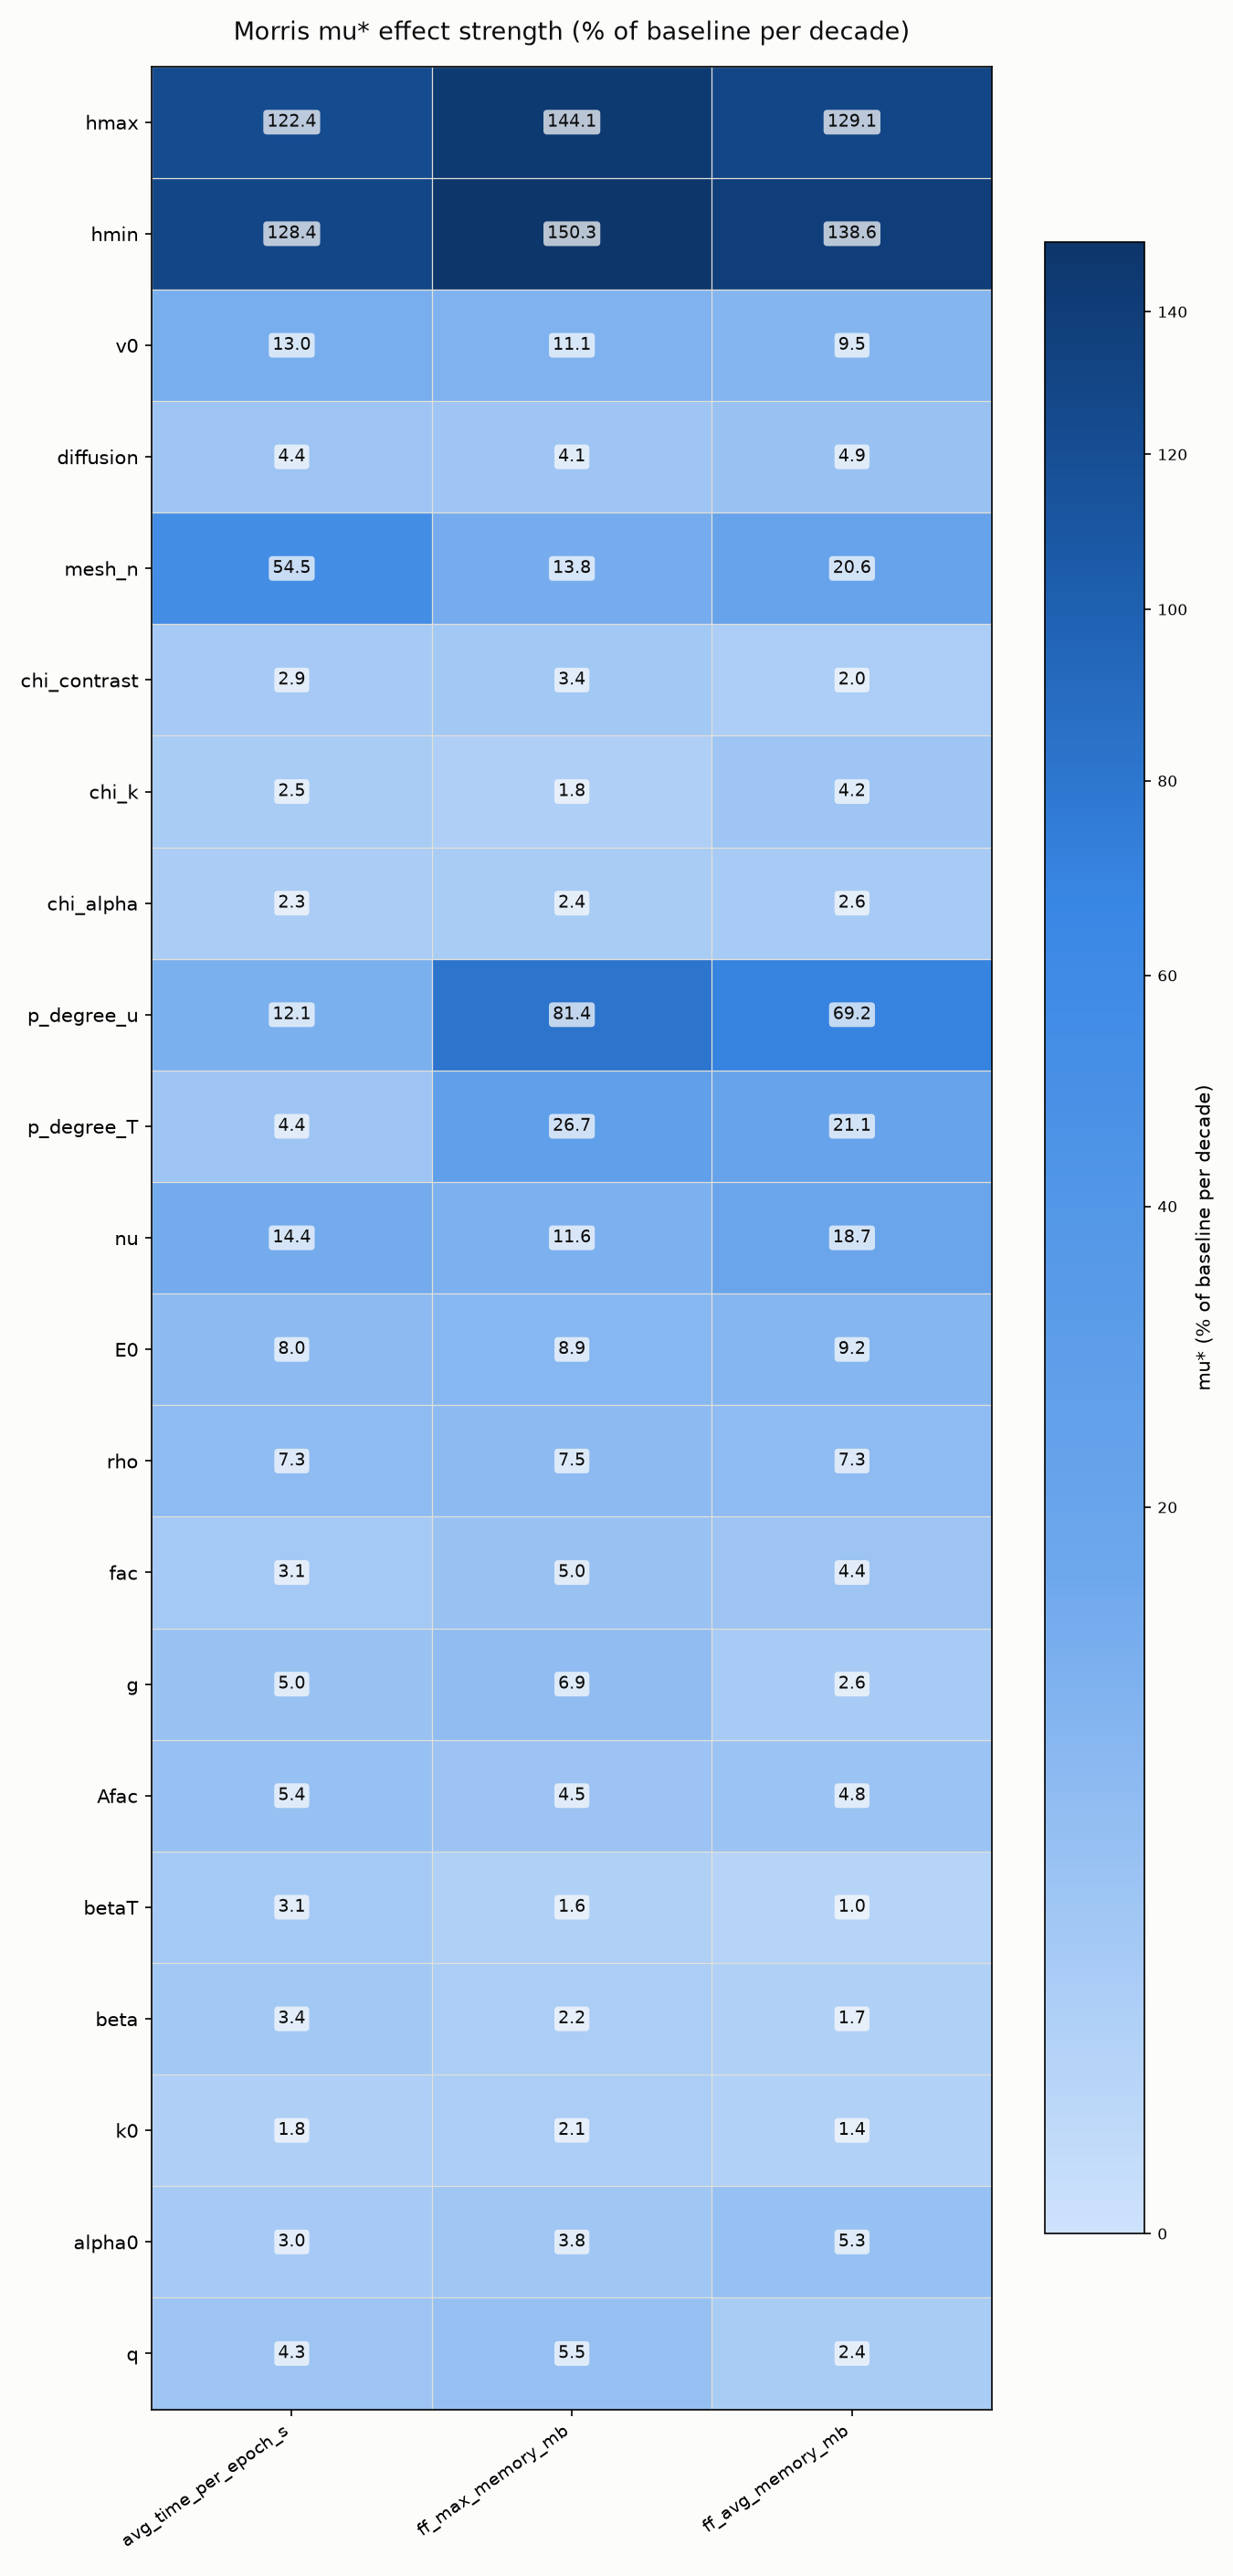 Morris mu* effect strength (% of baseline per decade)
hmax 122.4 144.1 129.1
hmin 128.4 150.3 138.6
v0 13.0 11.1 9.5
diffusion 4.4 4.1 4.9
mesh_n 54.5 13.8 20.6
chi_contrast 2.9 3.4 2.0
chi_k 2.5 1.8 4.2
chi_alpha 2.3 2.4 2.6
p_degree_u 12.1 81.4 69.2
p_degree_T 4.4 26.7 21.1
nu 14.4 11.6 18.7
E0 8.0 8.9 9.2
rho 7.3 7.5 7.3
fac 3.1 5.0 4.4
g 5.0 6.9 2.6
Afac 5.4 4.5 4.8
betaT 3.1 1.6 1.0
beta 3.4 2.2 1.7
k0 1.8 2.1 1.4
alpha0 3.0 3.8 5.3
q 4.3 5.5 2.4
avg_time_per_epoch_s ff_max_memory_mb ff_avg_memory_mb
140
120
100
80
60
40
20
0
mu* (% of baseline per decade)